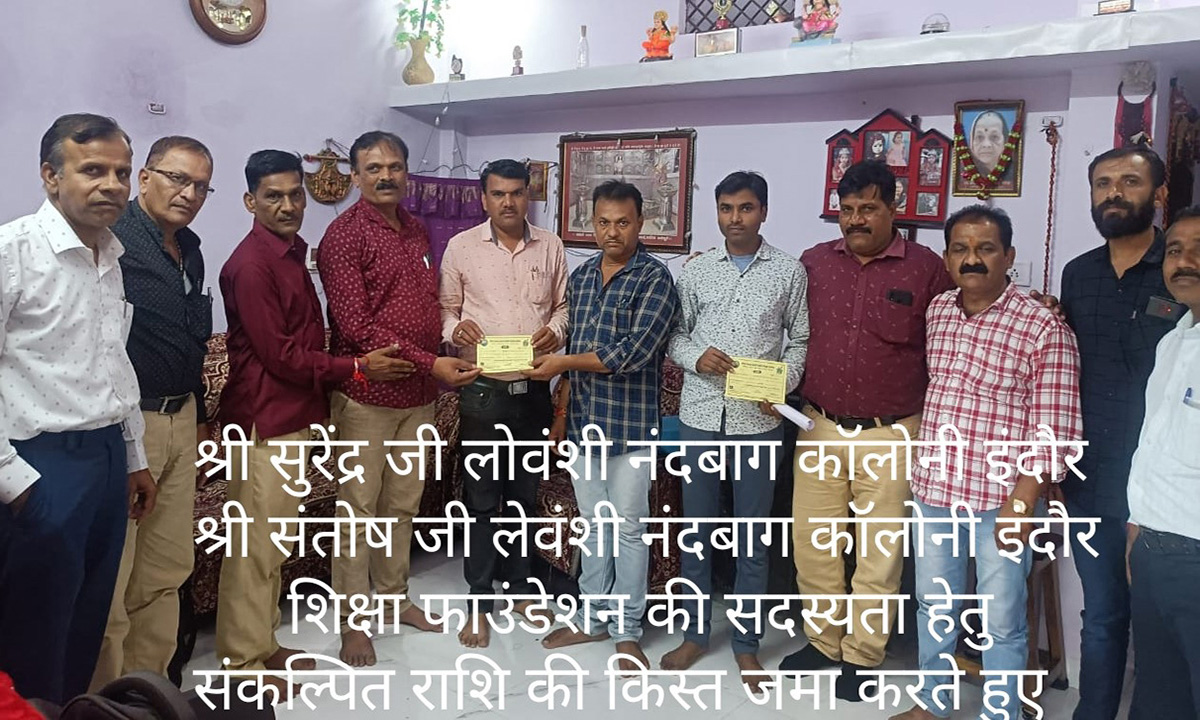 श्री सुरेंद्र जी लोवंशी नंदबाग कॉलोनी इंदौर
श्री संतोष जी लेवंशी नंदबाग कॉलोनी इंदौर
शिक्षा फाउंडेशन की सदस्यता हेतु
संकल्पित राशि की किस्त जमा करते हुए